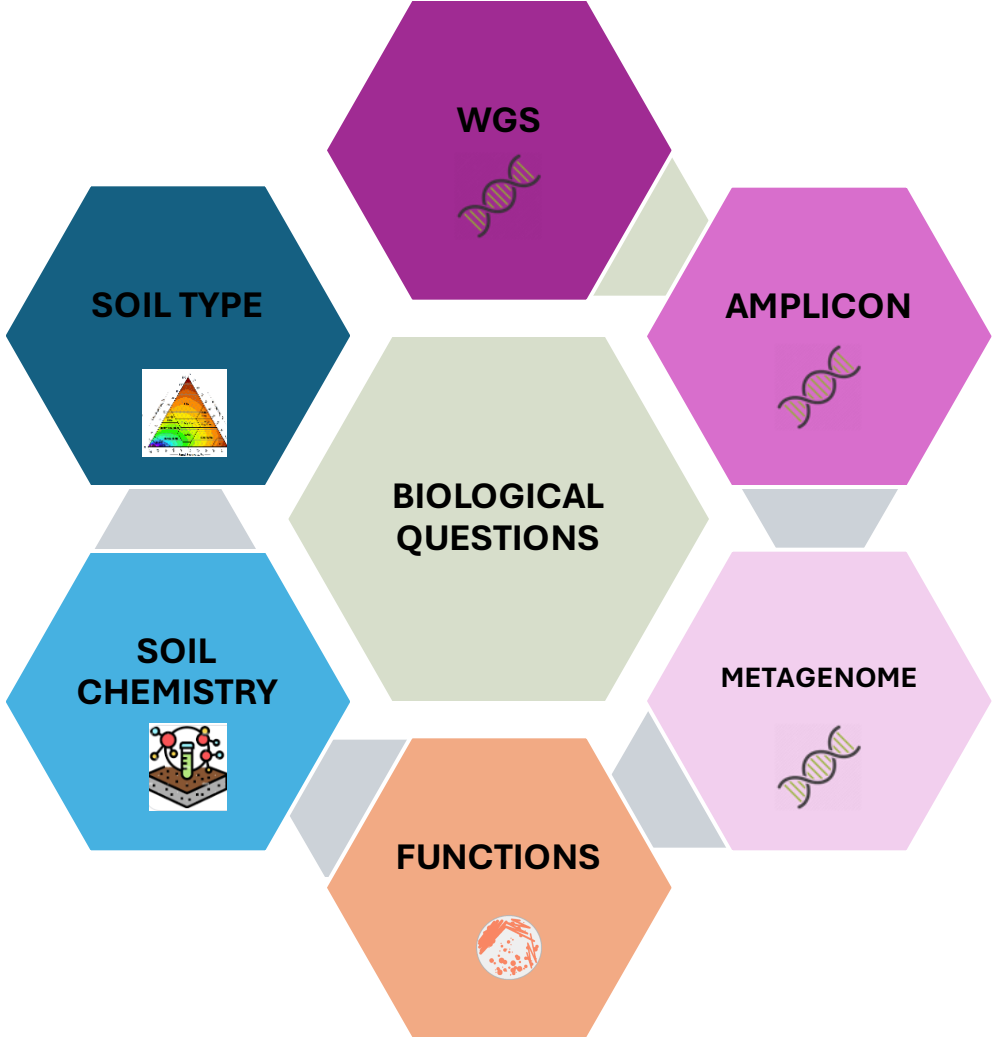 WGS
SOIL TYPE
AMPLICON
BIOLOGICAL
QUESTIONS
SOIL
CHEMISTRY
METAGENOME
FUNCTIONS